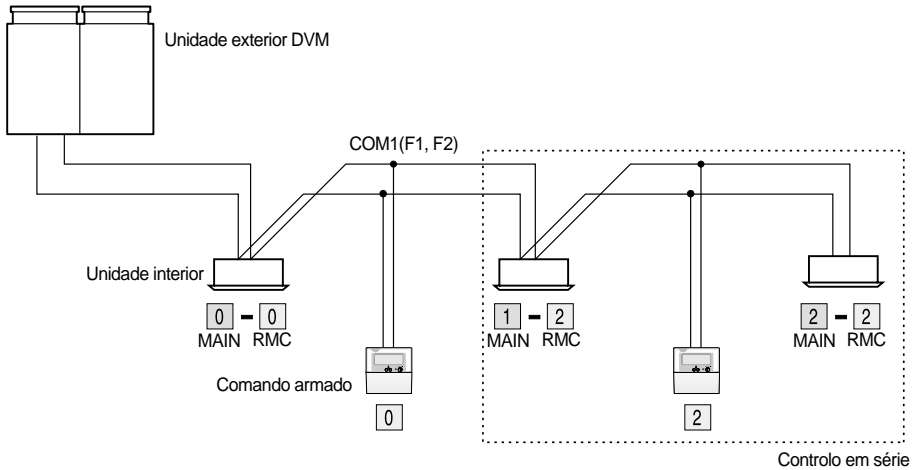 Unidade exterior DVM
COM1(F1, F2)
Unidade interior
0 - 0
MAIN RMC
1 - 2
MAIN RMC
2 - 2
MAIN RMC
Comando armado
0
2
Controlo em série